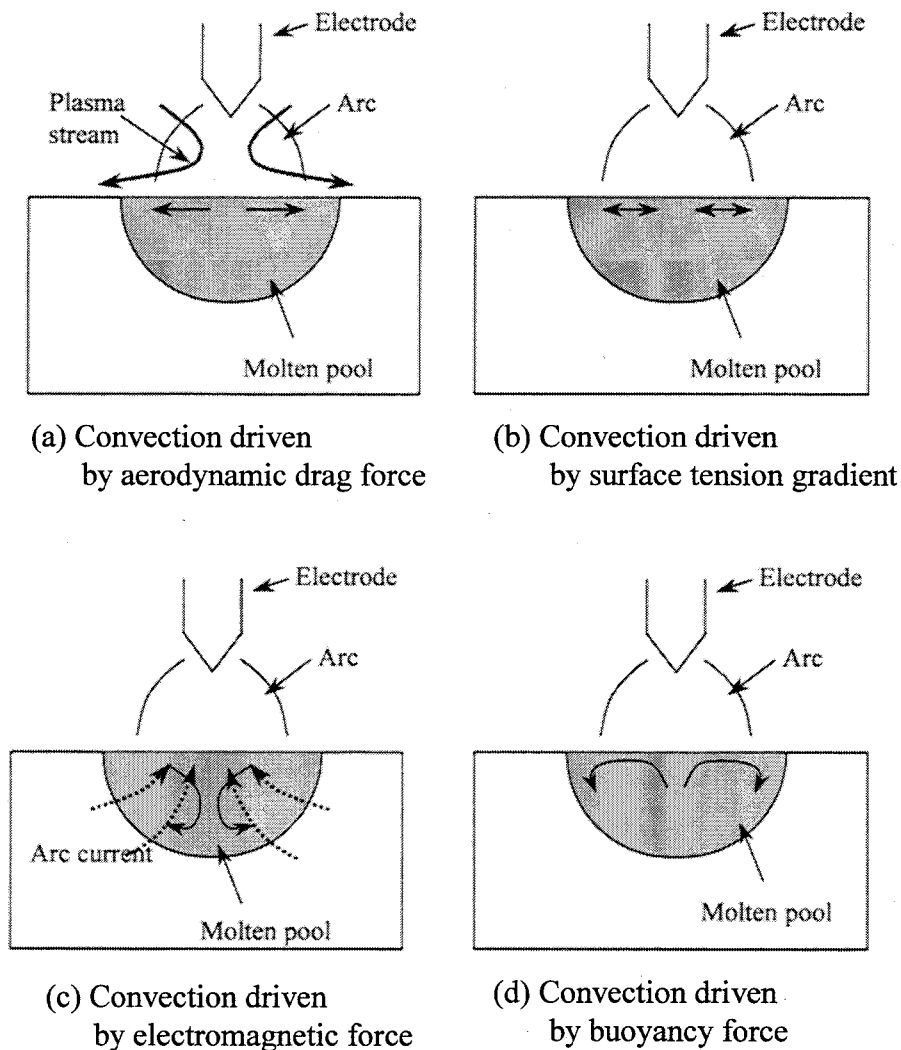 Electrode
Plasma
stream
Arc
Molten pool
(a) Convection driven
by aerodynamic drag force
Electrode
Arc
Molten pool
(b) Convection driven
by surface tension gradient
Electrode
Arc
Arc current
Molten pool
(c) Convection driven
by electromagnetic force
Electrode
Arc
Molten pool
(d) Convection driven
by buoyancy force